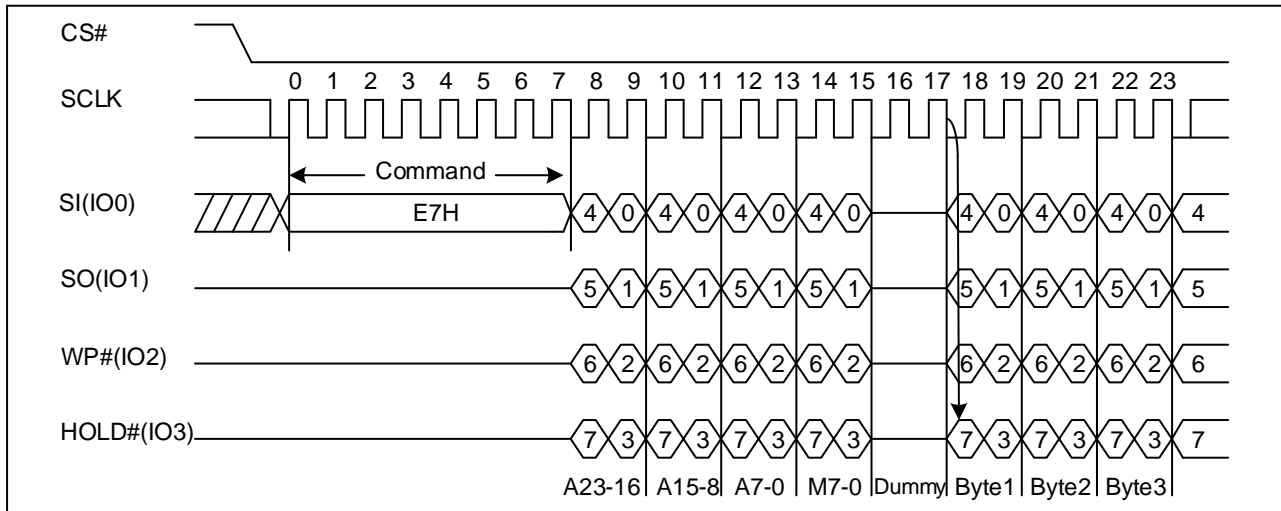 CS#
0 1 2 3 4 5 6 7 8 9 10 11 12 13 14 15 16 17 18 19 20 21 22 23
SCLK
Command
SI(IO0) E7H 4 0 4 0 4 0 4 0 4 0 4 0 4 0 4
SO(IO1) 5 1 5 1 5 1 5 1 5 1 5 1 5 1 5
WP#(IO2) 6 2 6 2 6 2 6 2 6 2 6 2 6 2 6
HOLD#(IO3) 7 3 7 3 7 3 7 3 7 3 7 3 7 3 7
A23-16 A15-8 A7-0 M7-0 Dummy Byte1 Byte2 Byte3